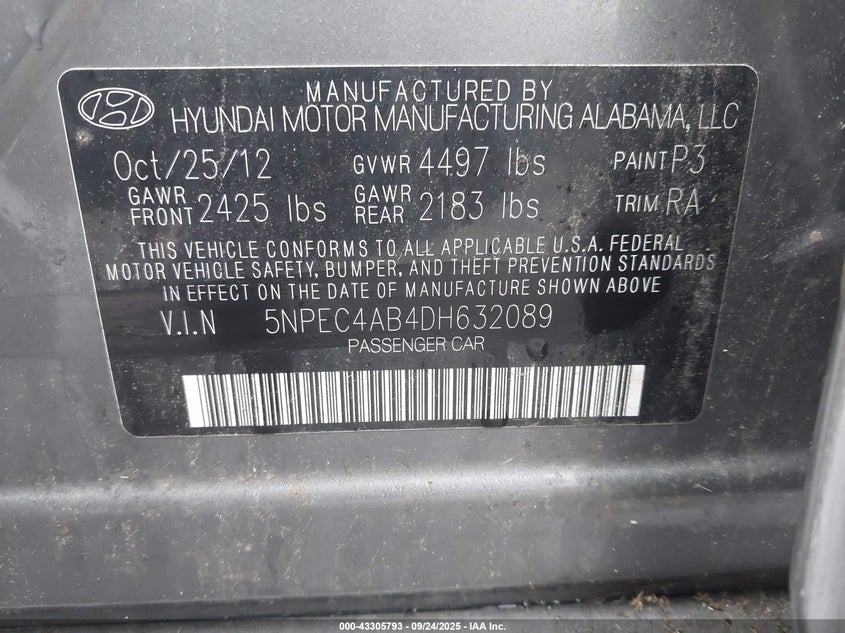 MANUFACTURED BY
HYUNDAI MOTOR MANUFACTURING ALABAMA, LLC
Oct/25/12 GVWR 4497 lbs PAINT P3
GAWR FRONT 2425 lbs GAWR REAR 2183 lbs TRIM RA
THIS VEHICLE CONFORMS TO ALL APPLICABLE U.S.A. FEDERAL
MOTOR VEHICLE SAFETY, BUMPER, AND THEFT PREVENTION STANDARDS
IN EFFECT ON THE DATE OF MANUFACTURE SHOWN ABOVE
V.I.N 5NPEC4AB4DH632089
PASSENGER CAR
000-43305793 - 09/24/2025 - IAA Inc.